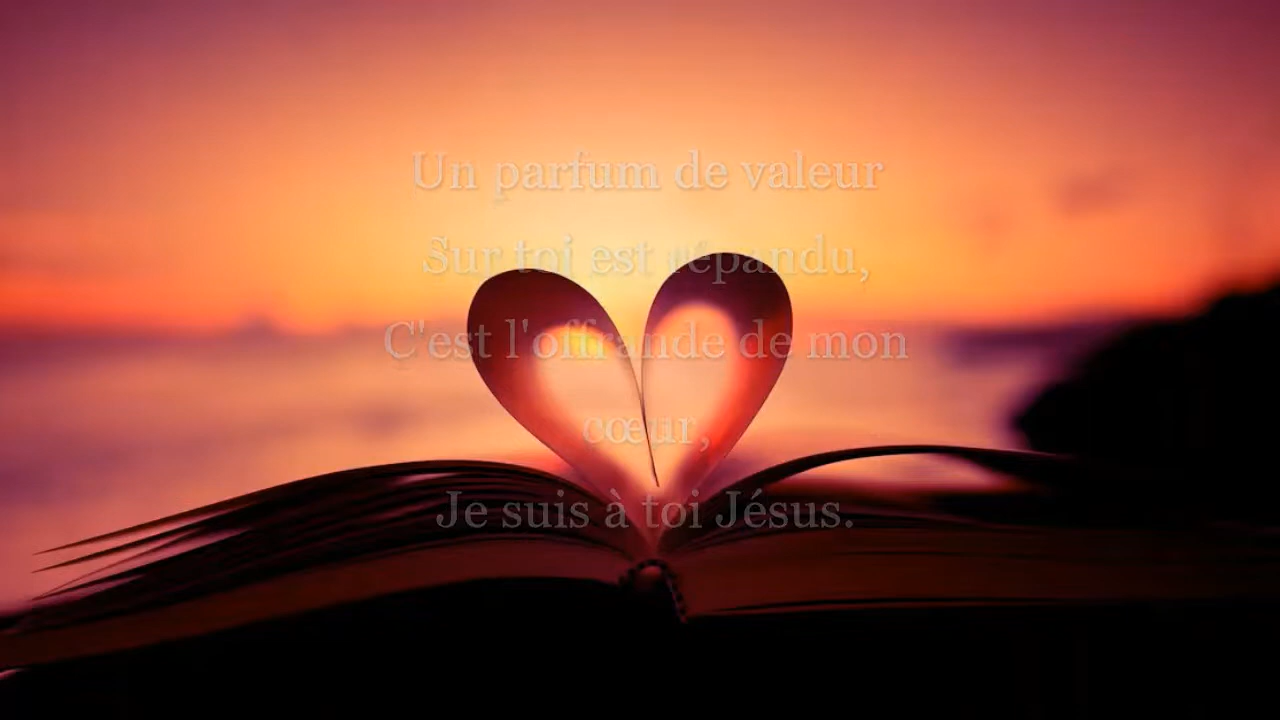 Un parfum de valeur
Sur toi est répandu,
C'est l'offrande de mon
cœur,
Je suis à toi Jésus.